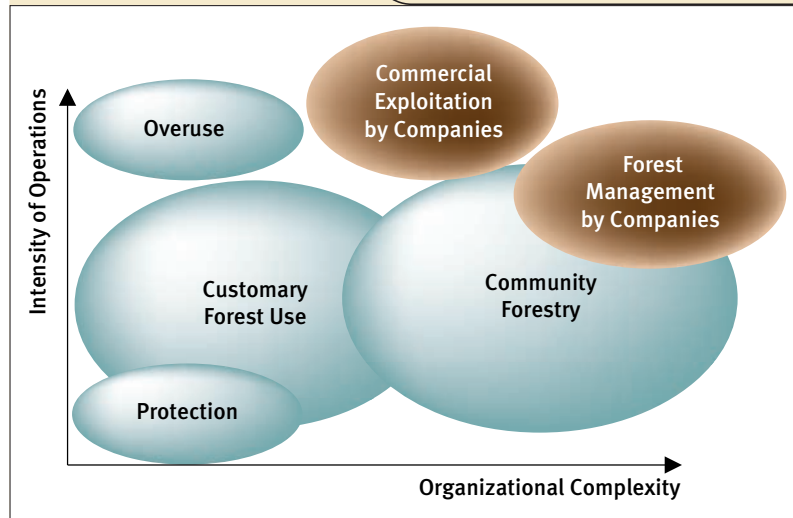 Intensity of Operations
Overuse
Commercial
Exploitation
by Companies
Forest
Management
by Companies
Customary
Forest Use
Community
Forestry
Protection
Organizational Complexity